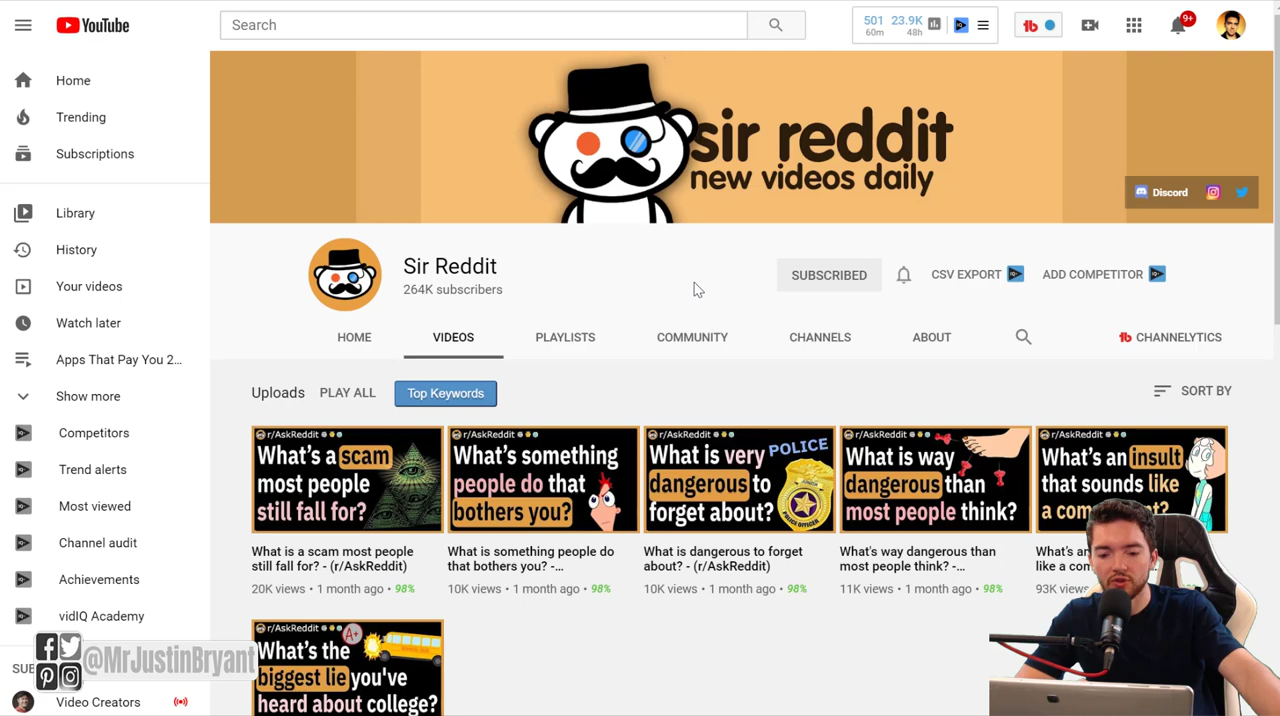 YouTube
Search
501 23.9K
60m 48h
9+
Home
Trending
Subscriptions
Library
History
Your videos
Watch later
Apps That Pay You 2...
Show more
Competitors
Trend alerts
Most viewed
Channel audit
Achievements
vidIQ Academy
Video Creators
@MrJustinBryant
sir reddit
new videos daily
Discord
Sir Reddit
264K subscribers
SUBSCRIBED
CSV EXPORT
ADD COMPETITOR
HOME VIDEOS PLAYLISTS COMMUNITY CHANNELS ABOUT
tb CHANNELYTICS
Uploads PLAY ALL Top Keywords
SORT BY
r/AskReddit
What's a scam
most people
still fall for?
What is a scam most people
still fall for? - (r/AskReddit)
20K views • 1 month ago • 98%
r/AskReddit
What's something
people do that
bothers you?
What is something people do
that bothers you? -...
10K views • 1 month ago • 98%
r/AskReddit
POLICE
What is very
dangerous to
forget about?
POLICE OFFICER
What is dangerous to forget
about? - (r/AskReddit)
10K views • 1 month ago • 98%
r/AskReddit
What is way
dangerous than
most people think?
What's way dangerous than
most people think? -...
11K views • 1 month ago • 98%
r/AskReddit
What's an insult
that sounds like
93K views
r/AskReddit
A+
What's the
biggest lie you've
heard about college?